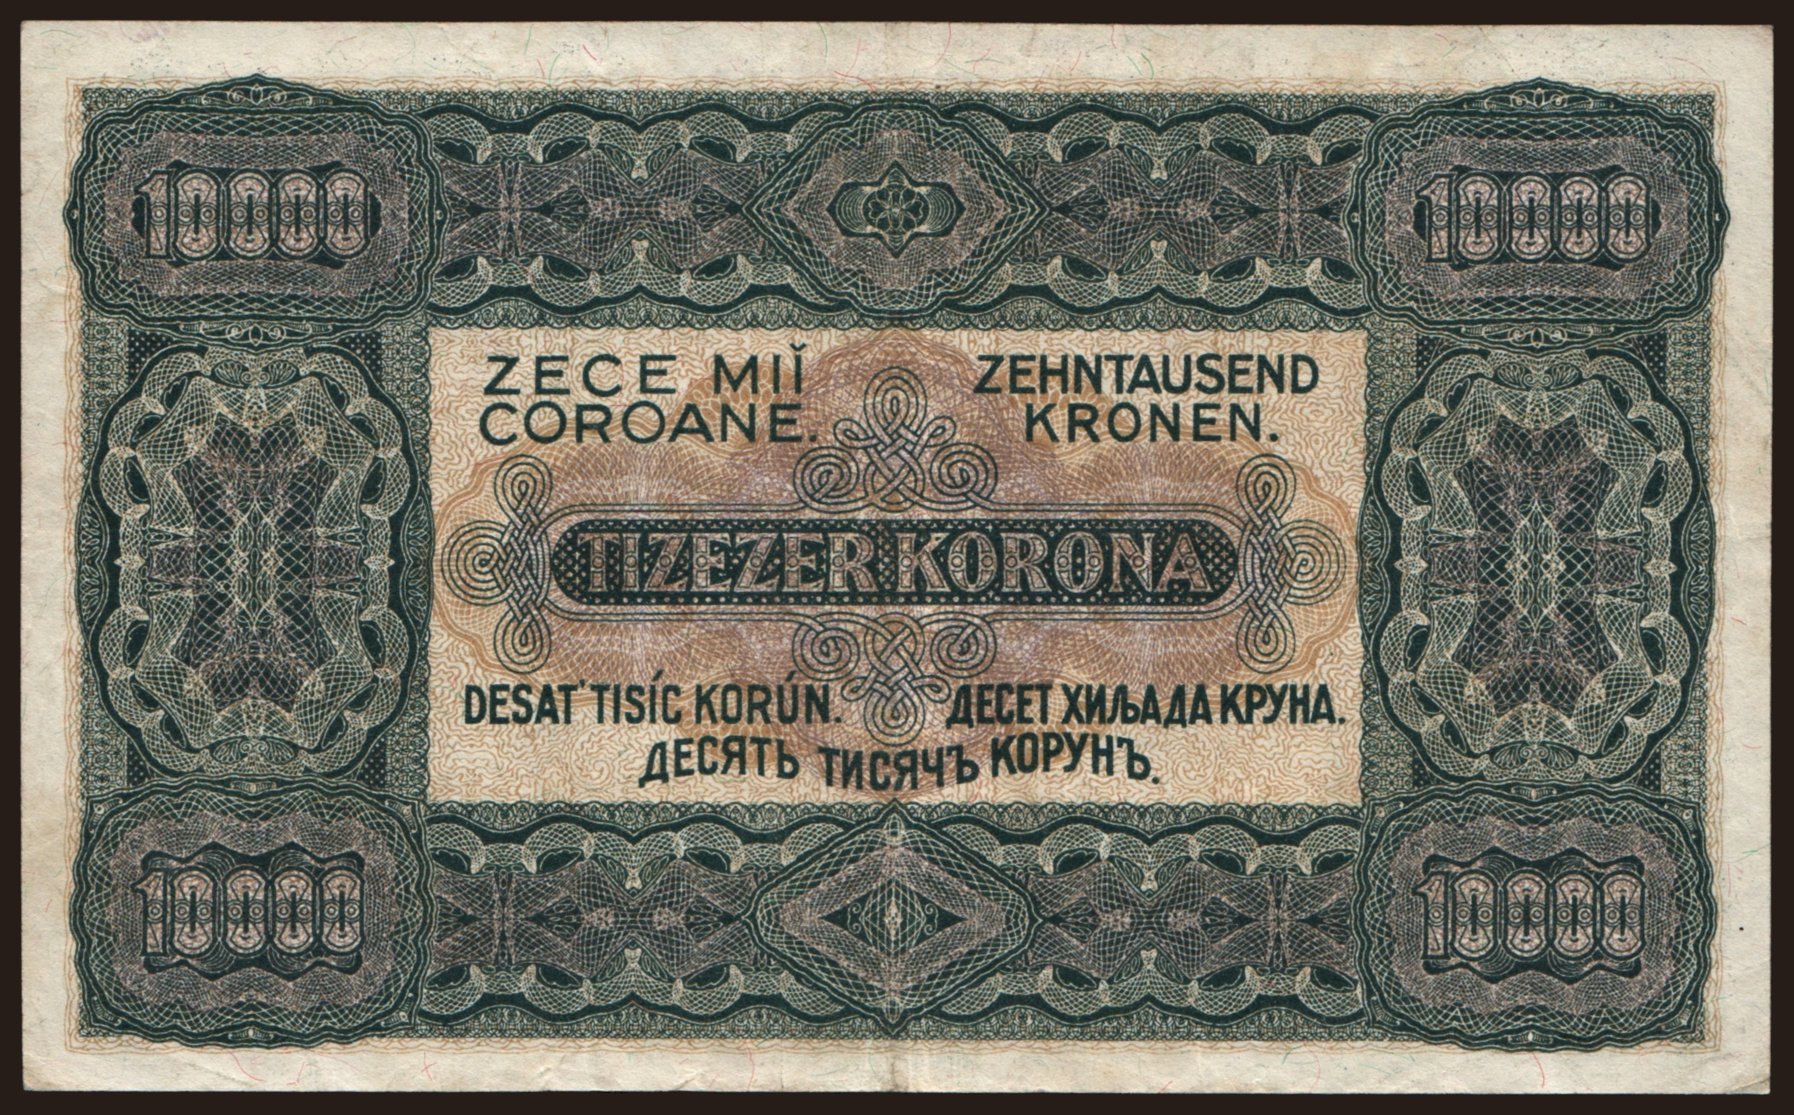 10000
10000
ZECE MIĬ
COROANE.
ZEHNTAUSEND
KRONEN.
TIZEZER KORONA
DESAT' TISÍC KORÚN.
ДЕСЕТ ХИЉАДА КРУНА.
ДЕСЯТЬ ТИСЯЧЪ КОРУНЪ.
10000
10000